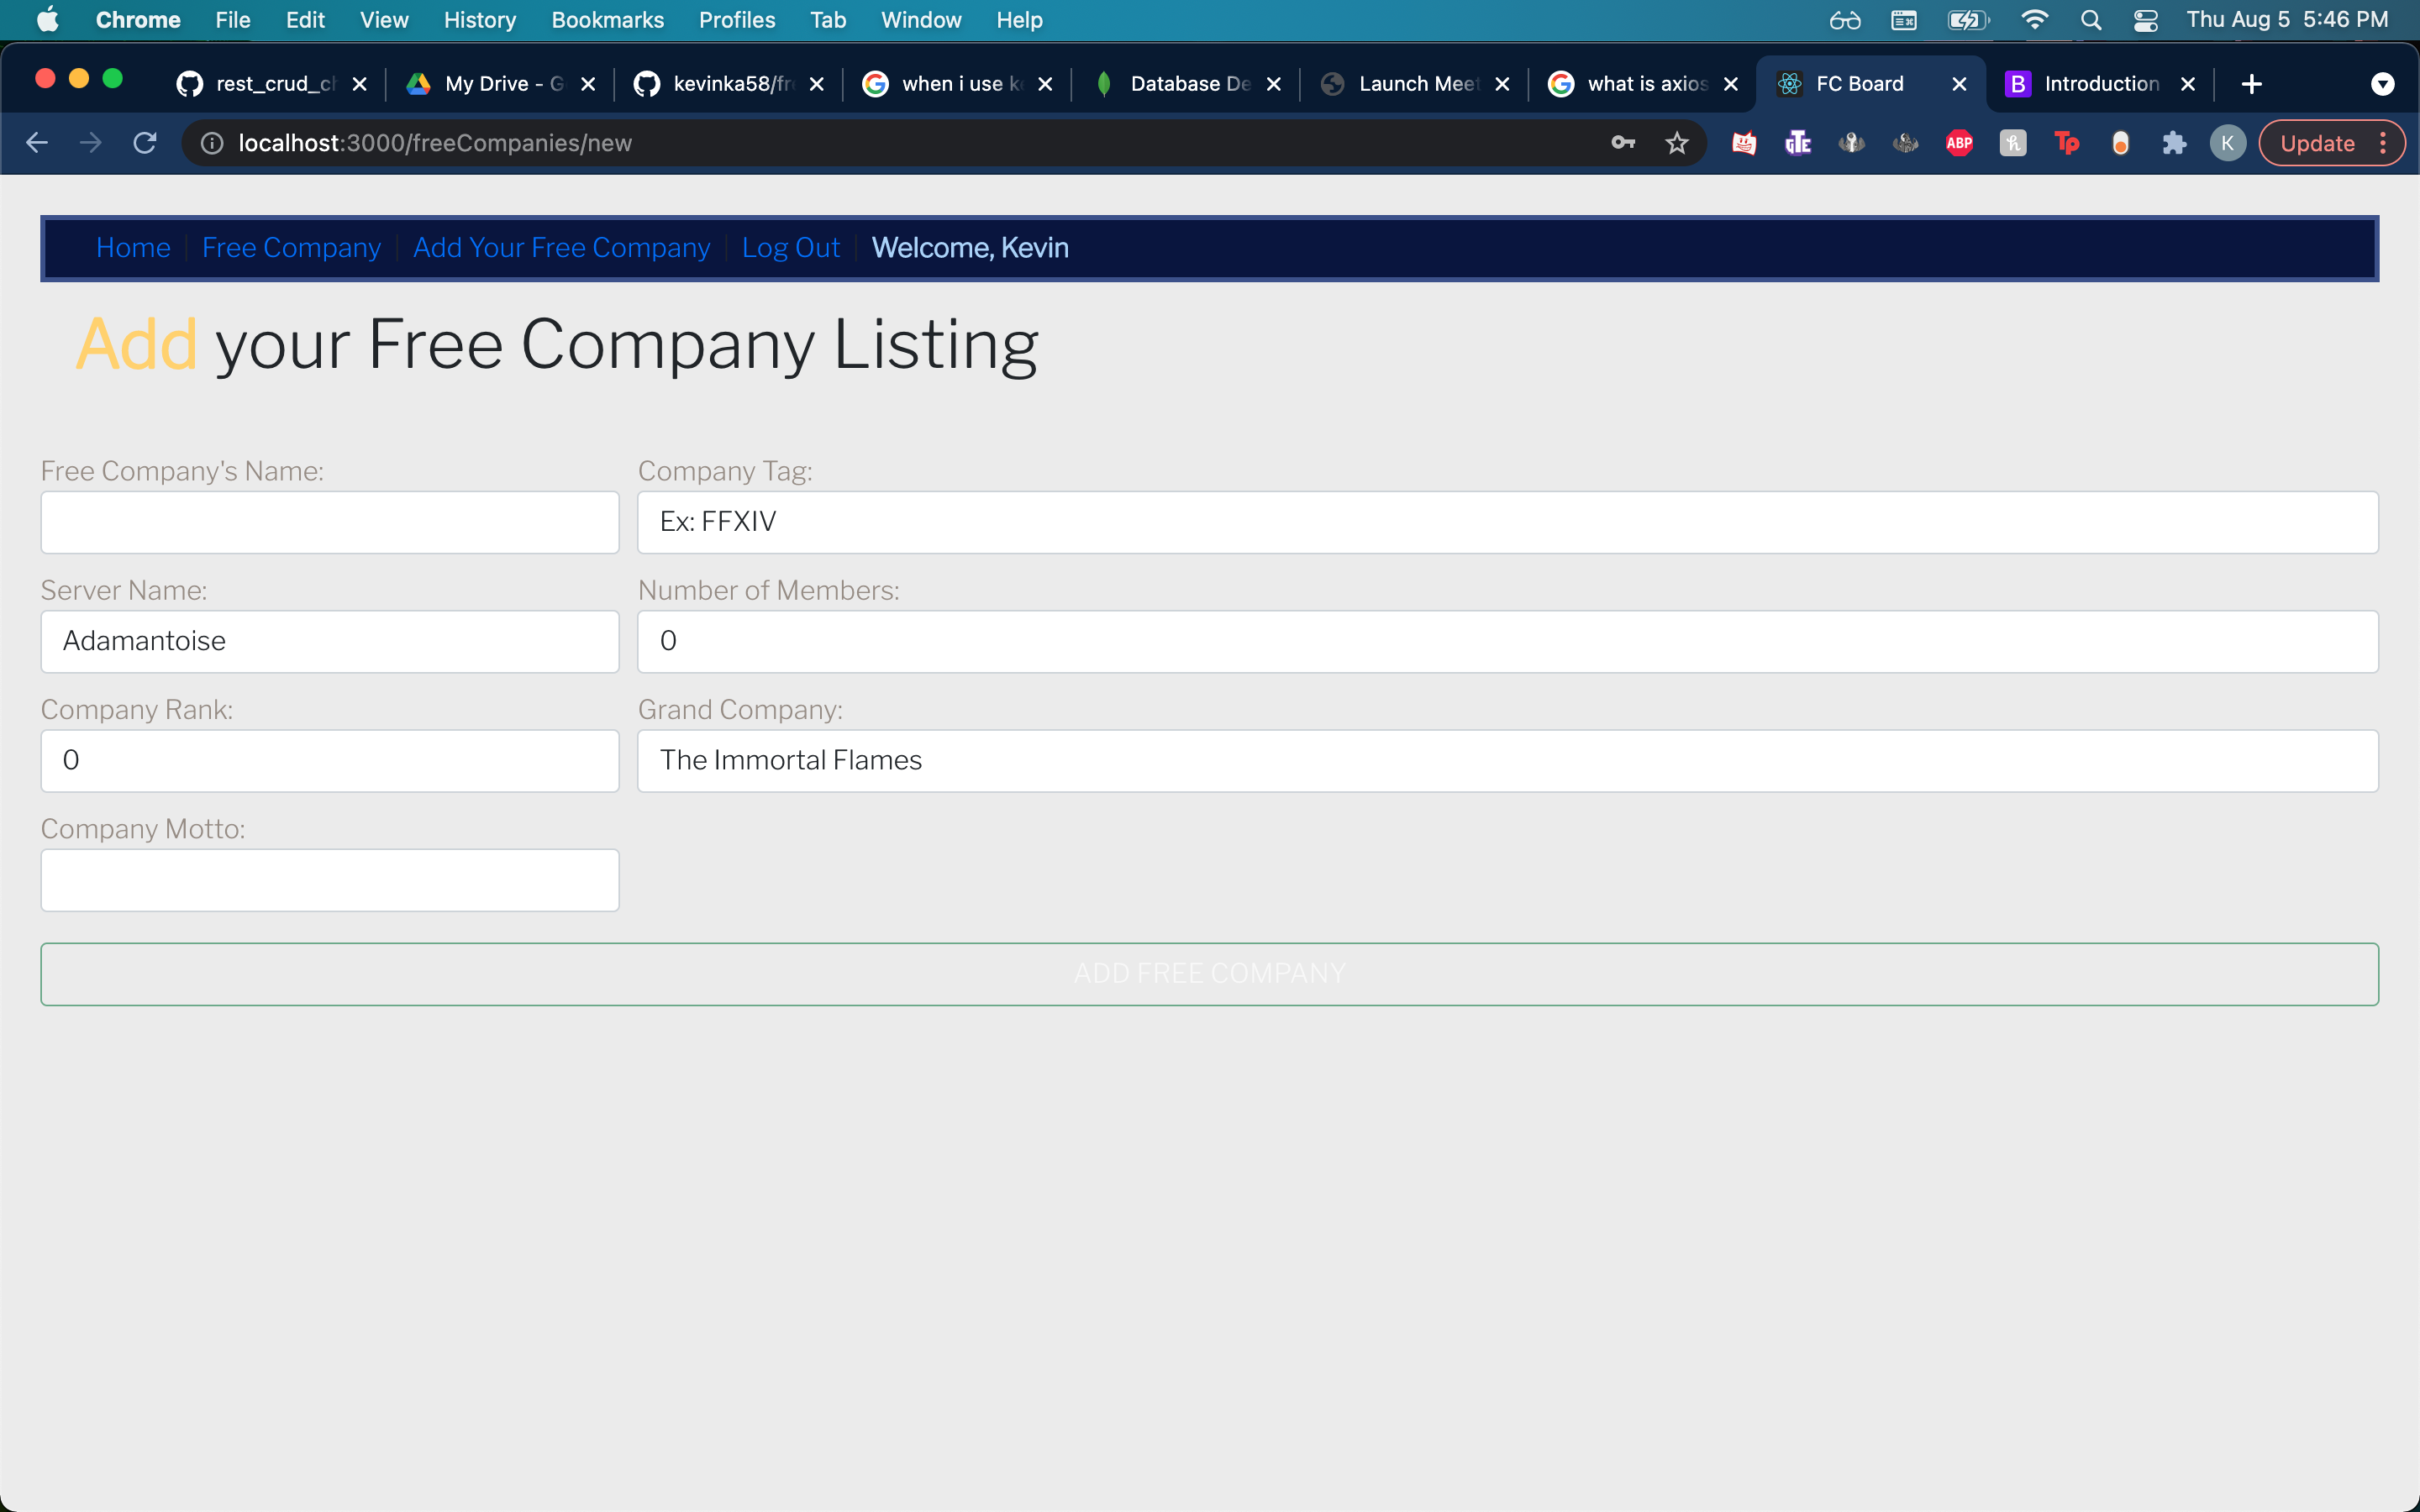 Chrome File Edit View History Bookmarks Profiles Tab Window Help Thu Aug 5 5:46 PM
rest_crud_ch My Drive - G kevinka58/fr when i use k Database De Launch Meet what is axios FC Board B Introduction
localhost:3000/freeCompanies/new GTE ABP h Tp K Update
Home Free Company Add Your Free Company Log Out Welcome, Kevin
Add your Free Company Listing
Free Company's Name: Company Tag:
Ex: FFXIV
Server Name: Number of Members:
Adamantoise 0
Company Rank: Grand Company:
0 The Immortal Flames
Company Motto:
ADD FREE COMPANY